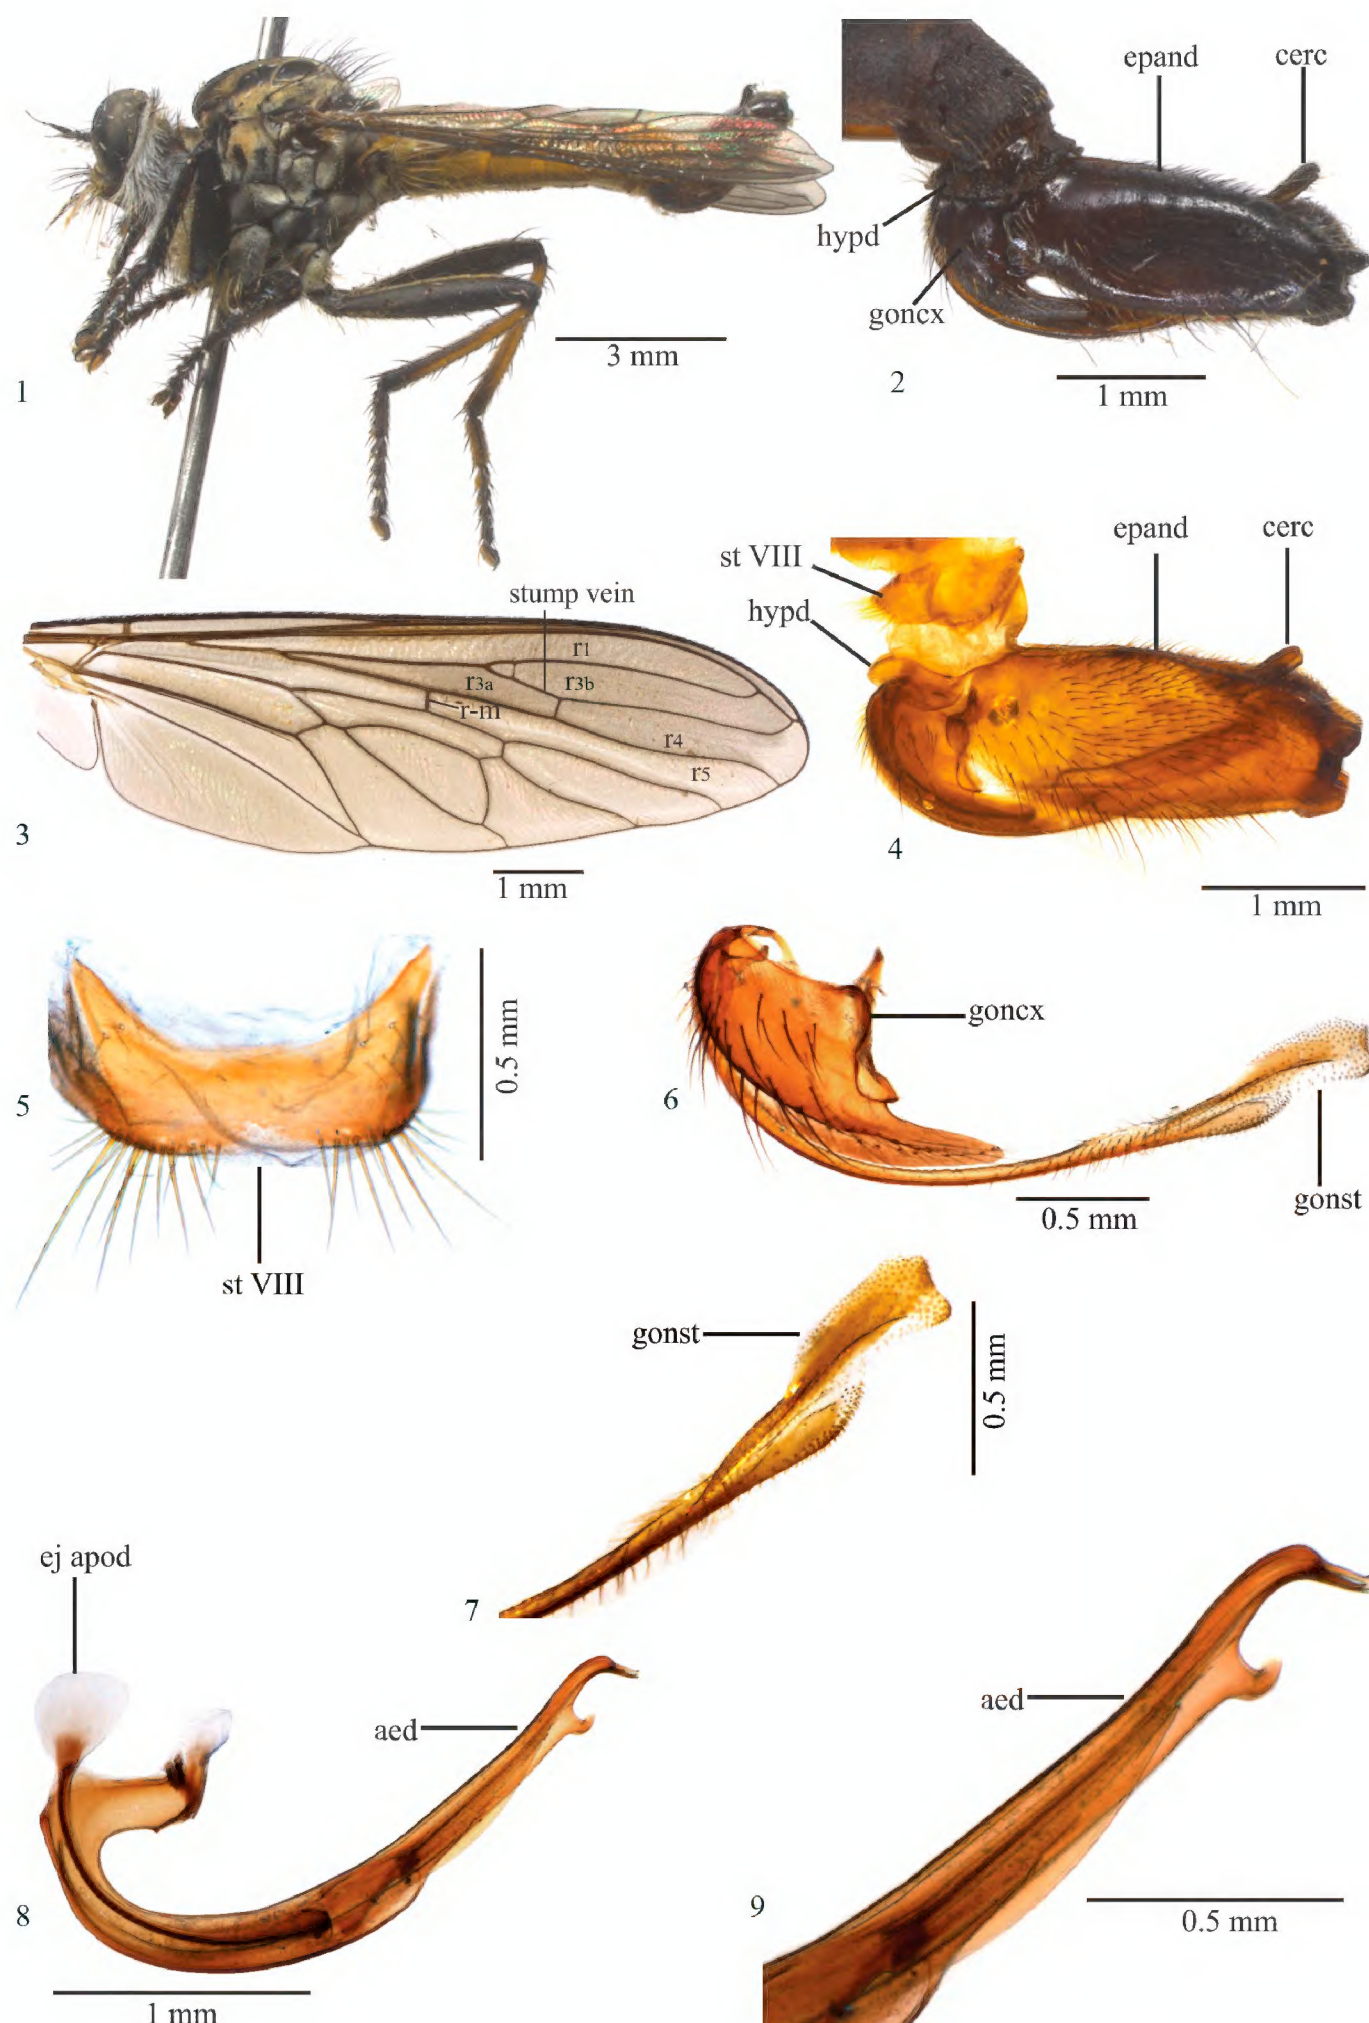 epand
cerc
hypd
goncx
3 mm
1
2
1 mm
epand
cerc
st VIII
hypd
stump vein
r1
r3a
r3b
r-m
r4
r5
3
4
1 mm
1 mm
goncx
0.5 mm
5
6
gonst
0.5 mm
st VIII
gonst
0.5 mm
ej apod
7
aed
aed
8
9
0.5 mm
1 mm